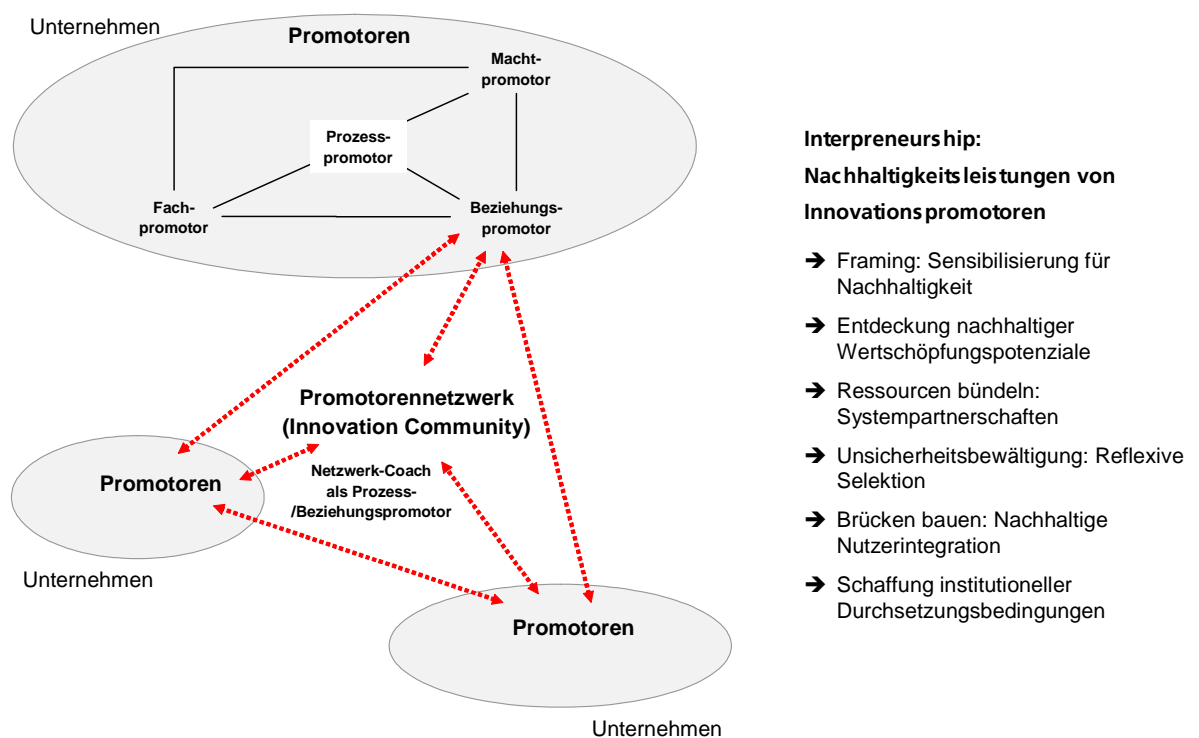 Unternehmen
Promotoren
Macht-
promotor
Prozess-
promotor
Fach-
promotor
Beziehungs-
promotor
Promotorennetzwerk
(Innovation Community)
Netzwerk-Coach
als Prozess-
/Beziehungspromotor
Promotoren
Unternehmen
Promotoren
Unternehmen
Interpreneurship:
Nachhaltigkeitsleistungen von
Innovationspromotoren
➔ Framing: Sensibilisierung für
Nachhaltigkeit
➔ Entdeckung nachhaltiger
Wertschöpfungspotenziale
➔ Ressourcen bündeln:
Systempartnerschaften
➔ Unsicherheitsbewältigung: Reflexive
Selektion
➔ Brücken bauen: Nachhaltige
Nutzerintegration
➔ Schaffung institutioneller
Durchsetzungsbedingungen